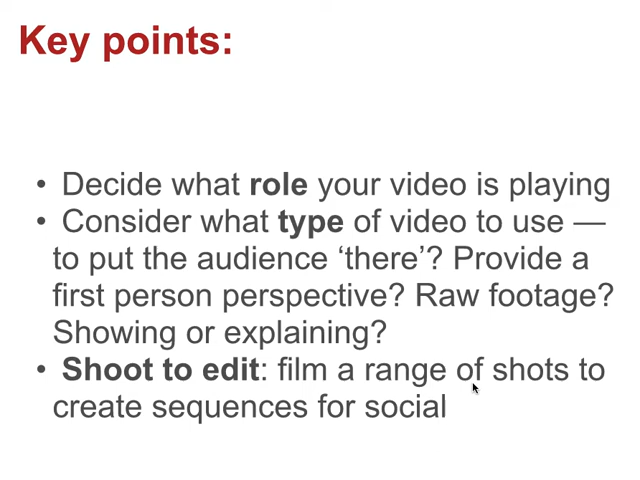 Key points:
• Decide what role your video is playing
• Consider what type of video to use —
to put the audience ‘there’? Provide a
first person perspective? Raw footage?
Showing or explaining?
• Shoot to edit: film a range of shots to
create sequences for social